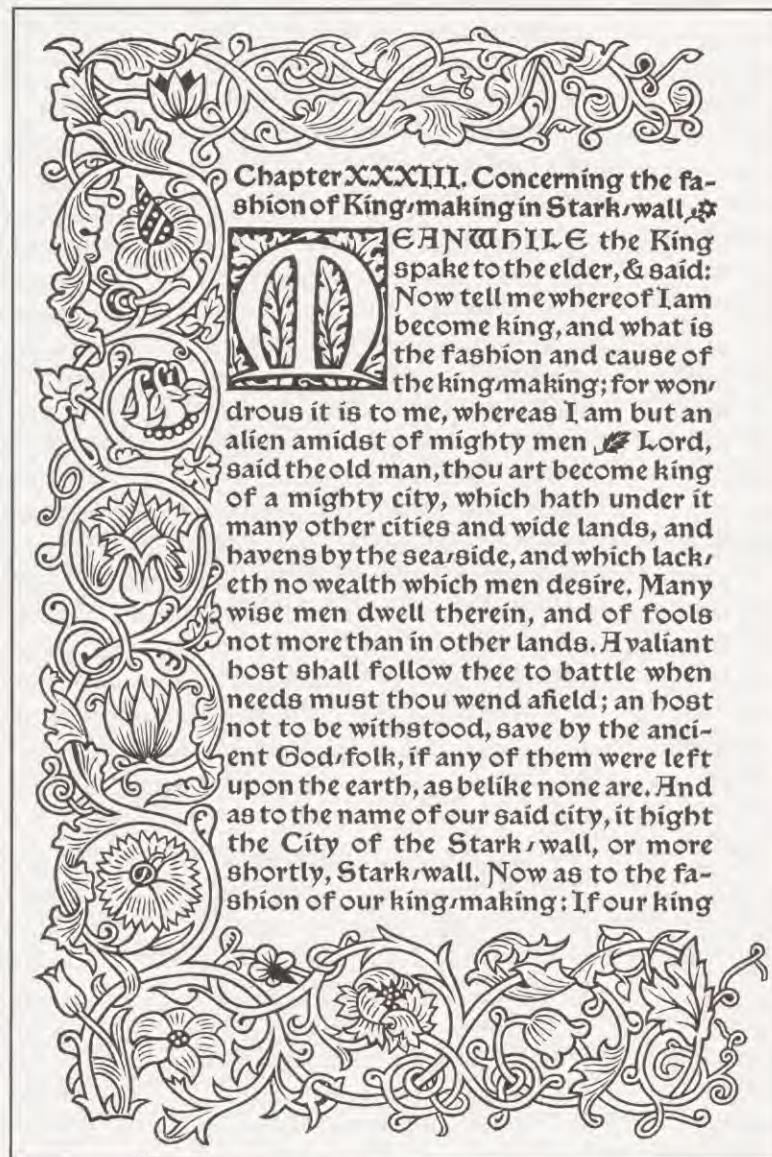 Chapter XXXIII. Concerning the fa-
shion of King-making in Stark-wall
MEANWHILE the King
spake to the elder, & said:
Now tell me whereof I am
become king, and what is
the fashion and cause of
the king-making; for won-
drous it is to me, whereas I am but an
alien amidst of mighty men Lord,
said the old man, thou art become king
of a mighty city, which hath under it
many other cities and wide lands, and
havens by the sea-side, and which lack-
eth no wealth which men desire. Many
wise men dwell therein, and of fools
not more than in other lands. A valiant
host shall follow thee to battle when
needs must thou wend afield; an host
not to be withstood, save by the anci-
ent God-folk, if any of them were left
upon the earth, as belike none are. And
as to the name of our said city, it hight
the City of the Stark-wall, or more
shortly, Stark-wall. Now as to the fa-
shion of our king-making: If our king